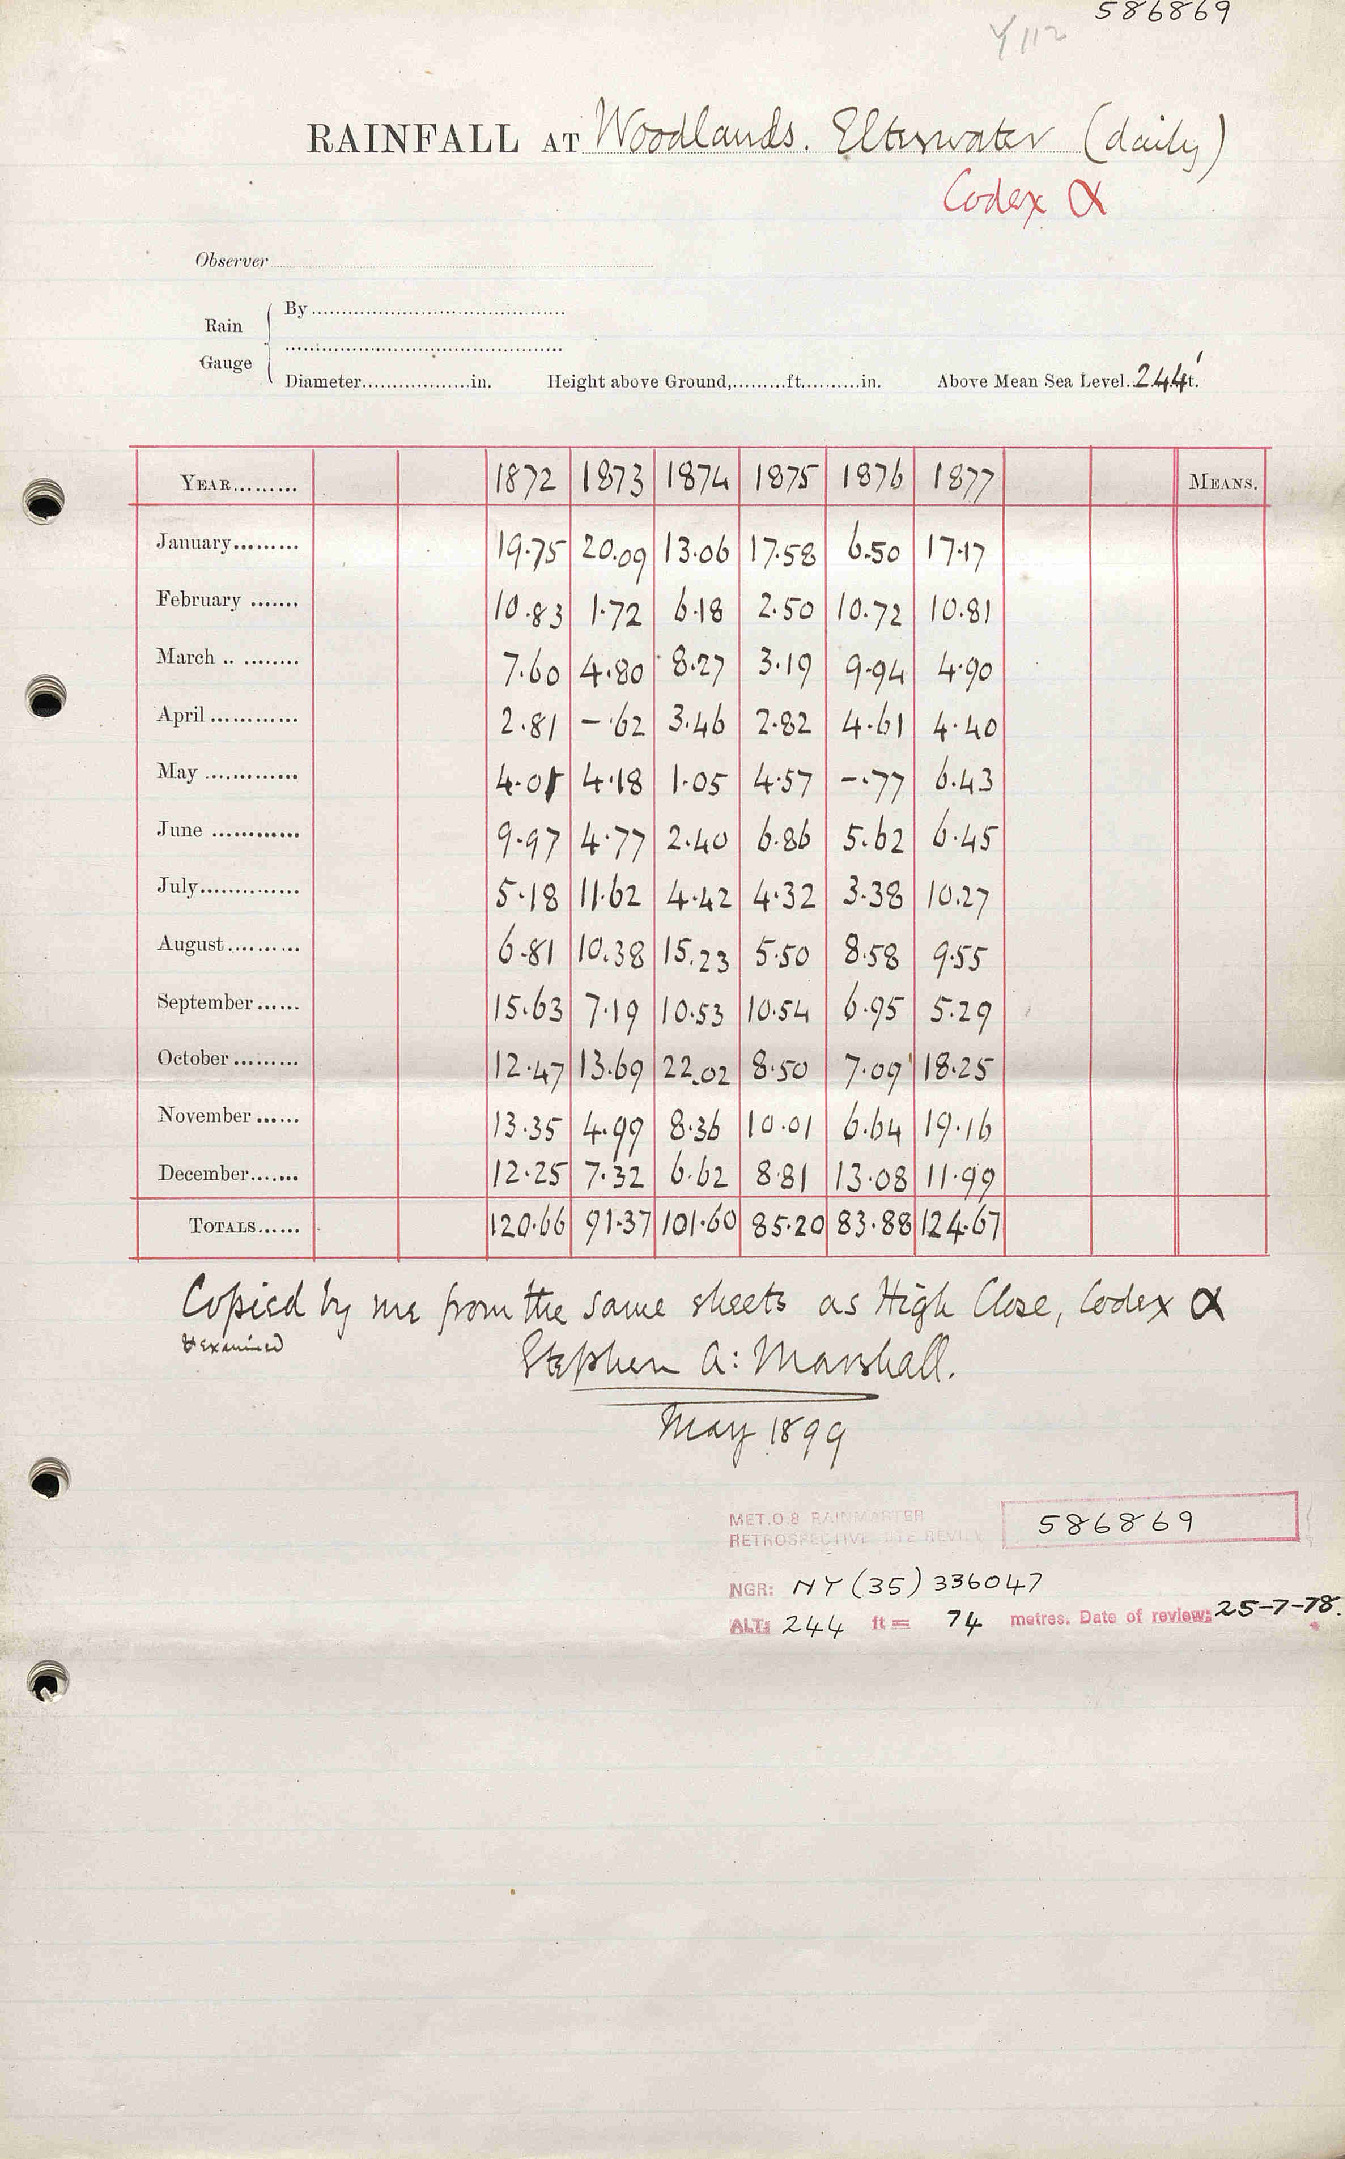 586869
Y112
RAINFALL AT Woodlands. Elterwater (daily)
Codex α
Observer
Rain Gauge
By
Diameter..................in. Height above Ground,.........ft..........in. Above Mean Sea Level..244' ft.
YEAR......... 1872 1873 1874 1875 1876 1877 MEANS.
January......... 19.75 20.09 13.06 17.58 6.50 17.17
February ....... 10.83 1.72 6.18 2.50 10.72 10.81
March .. ........ 7.60 4.80 8.27 3.19 9.94 4.90
April ............ 2.81 -.62 3.46 2.82 4.61 4.40
May ............. 4.01 4.18 1.05 4.57 -.77 6.43
June ............ 9.97 4.77 2.40 6.86 5.62 6.45
July.............. 5.18 11.62 4.42 4.32 3.38 10.27
August.......... 6.81 10.38 15.23 5.50 8.58 9.55
September...... 15.63 7.19 10.53 10.54 6.95 5.29
October ......... 12.47 13.69 22.02 8.50 7.09 18.25
November ...... 13.35 4.99 8.36 10.01 6.64 19.16
December....... 12.25 7.32 6.62 8.81 13.08 11.99
TOTALS...... 120.66 91.37 101.60 85.20 83.88 124.67
Copied by me from the same sheets as High Close, Codex α
& examined
Stephen A: Marshall.
May 1899
MET.O.8 RAINMASTER
RETROSPECTIVE SITE REVIEW
586869
NGR: NY (35) 336047
ALT: 244 ft = 74 metres. Date of review: 25-7-78.